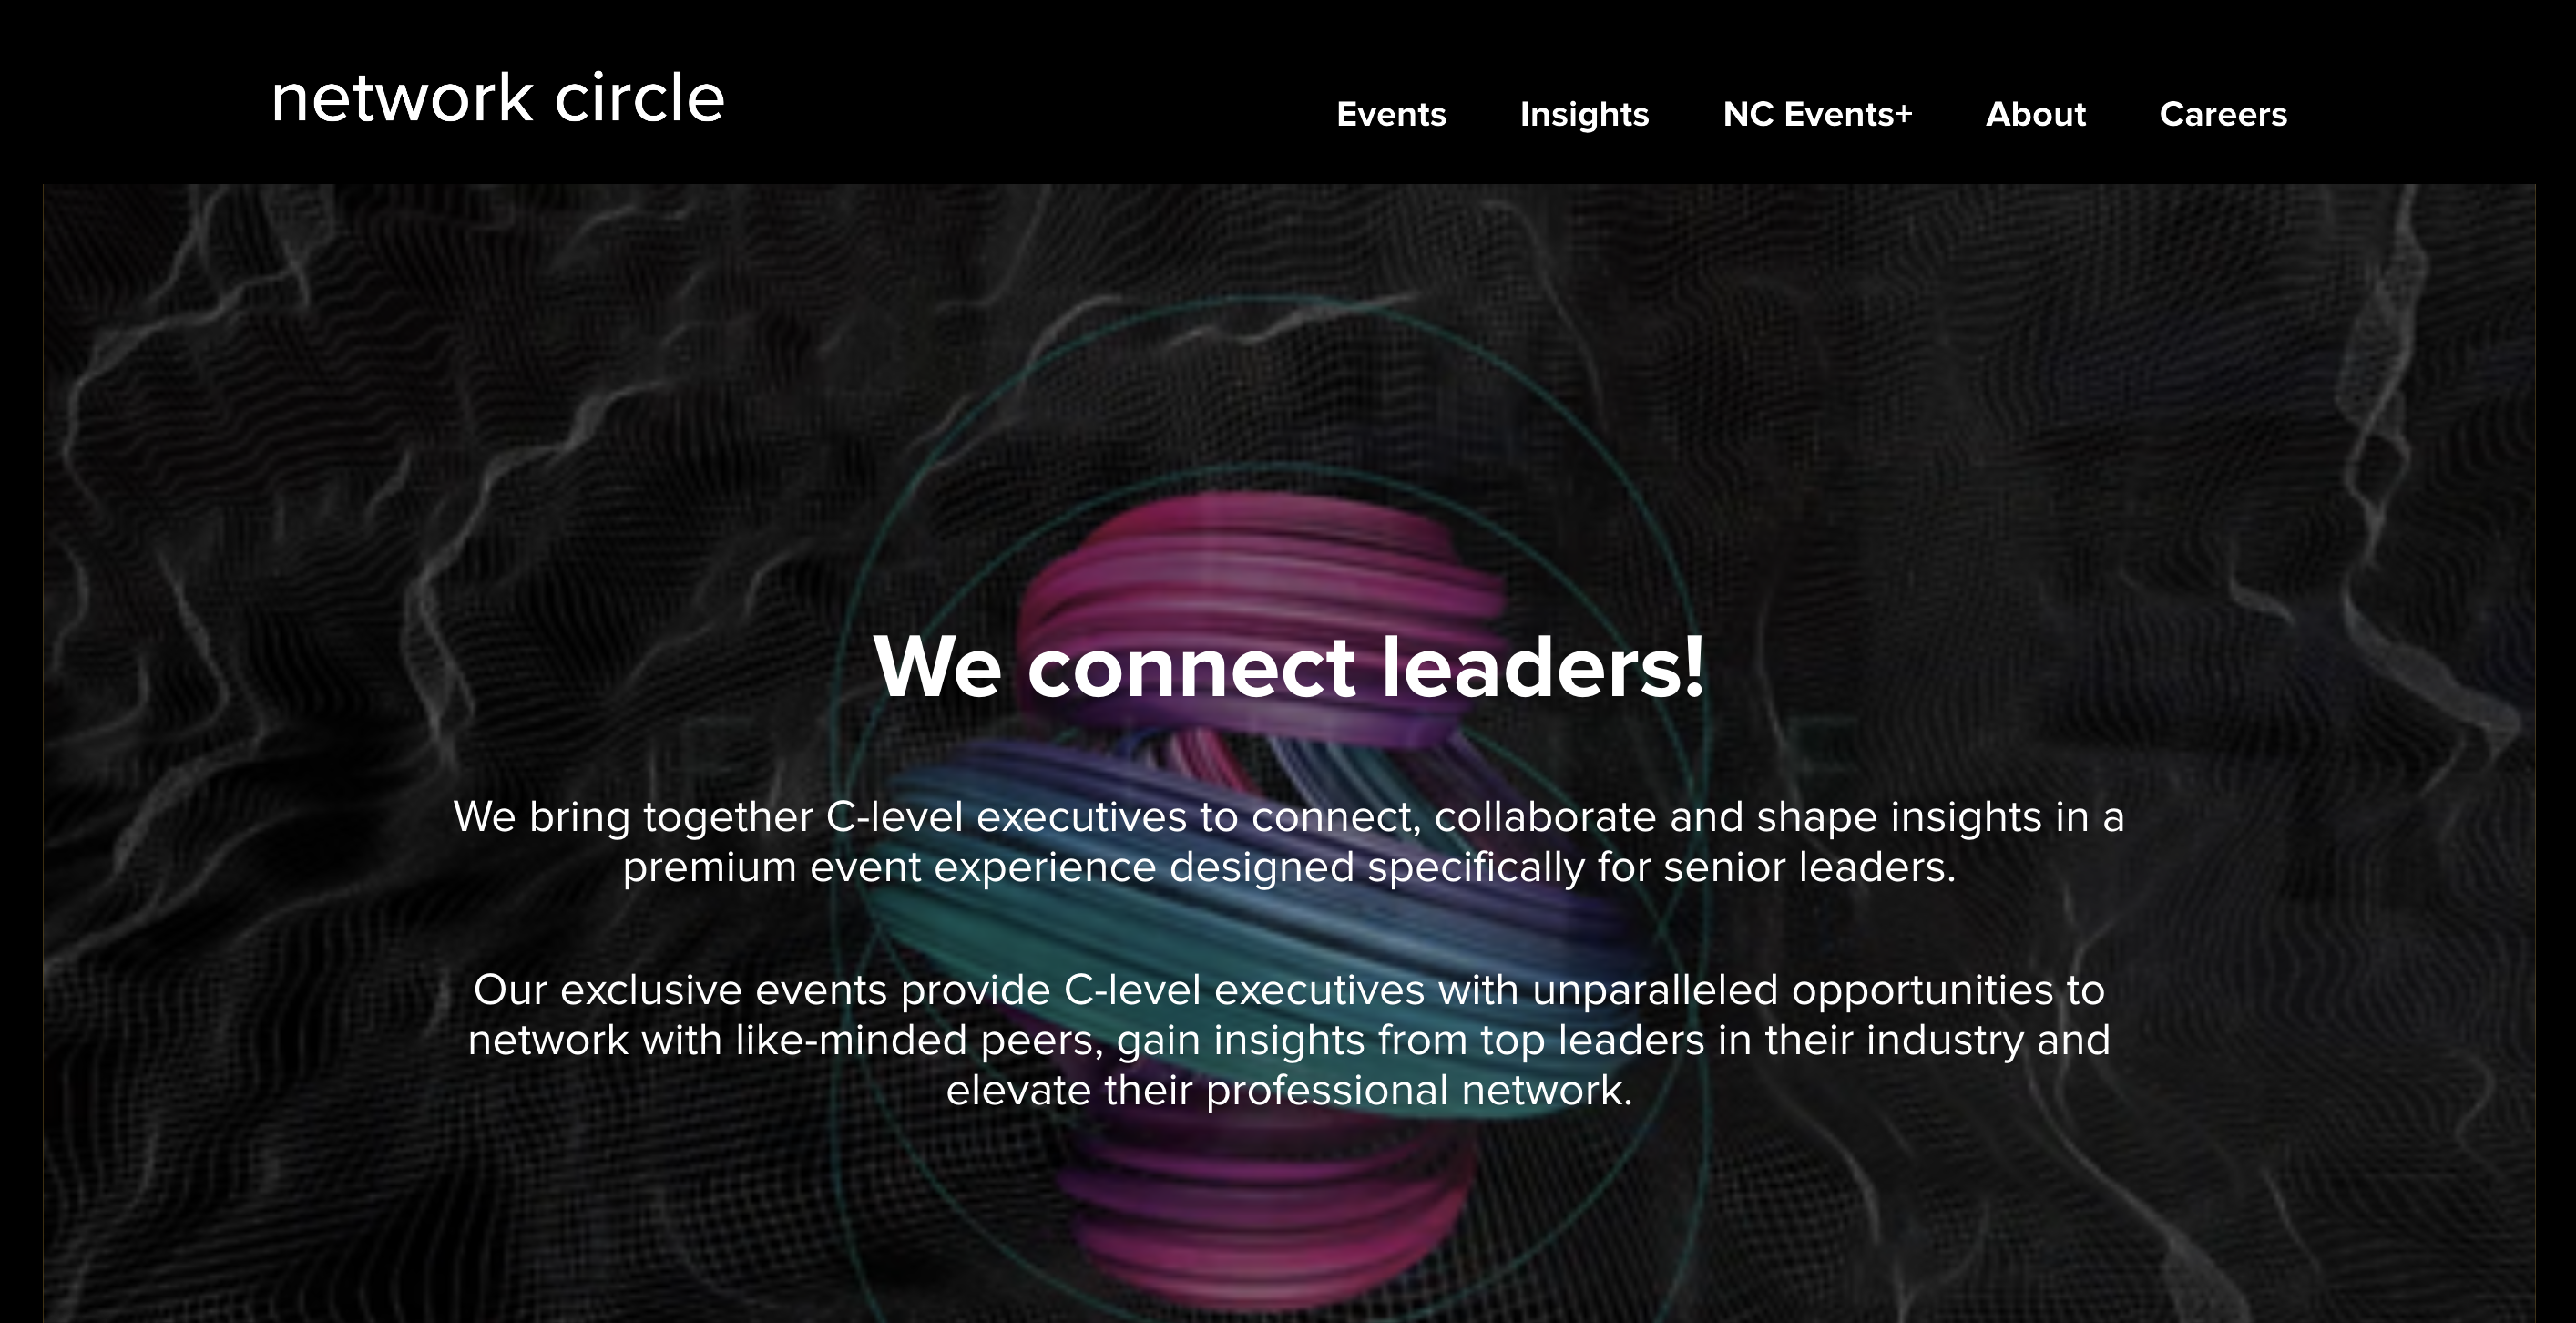 network circle
Events Insights NC Events+ About Careers
We connect leaders!
We bring together C-level executives to connect, collaborate and shape insights in a
premium event experience designed specifically for senior leaders.
Our exclusive events provide C-level executives with unparalleled opportunities to
network with like-minded peers, gain insights from top leaders in their industry and
elevate their professional network.